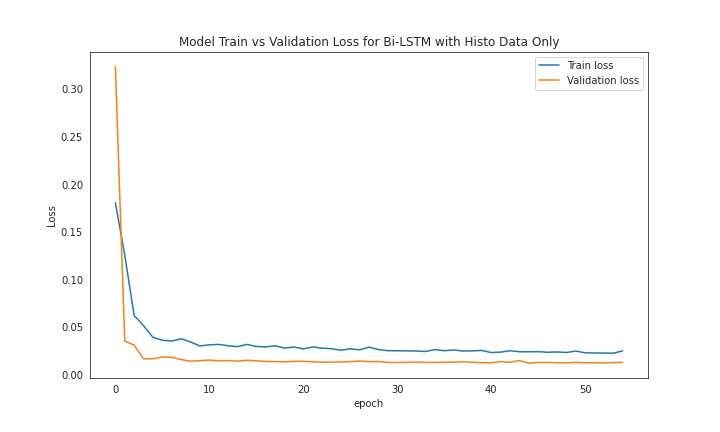 Model Train vs Validation Loss for Bi-LSTM with Histo Data Only
Train loss
Validation loss
0.30
0.25
0.20
0.15
0.10
0.05
0.00
Loss
0 10 20 30 40 50
epoch